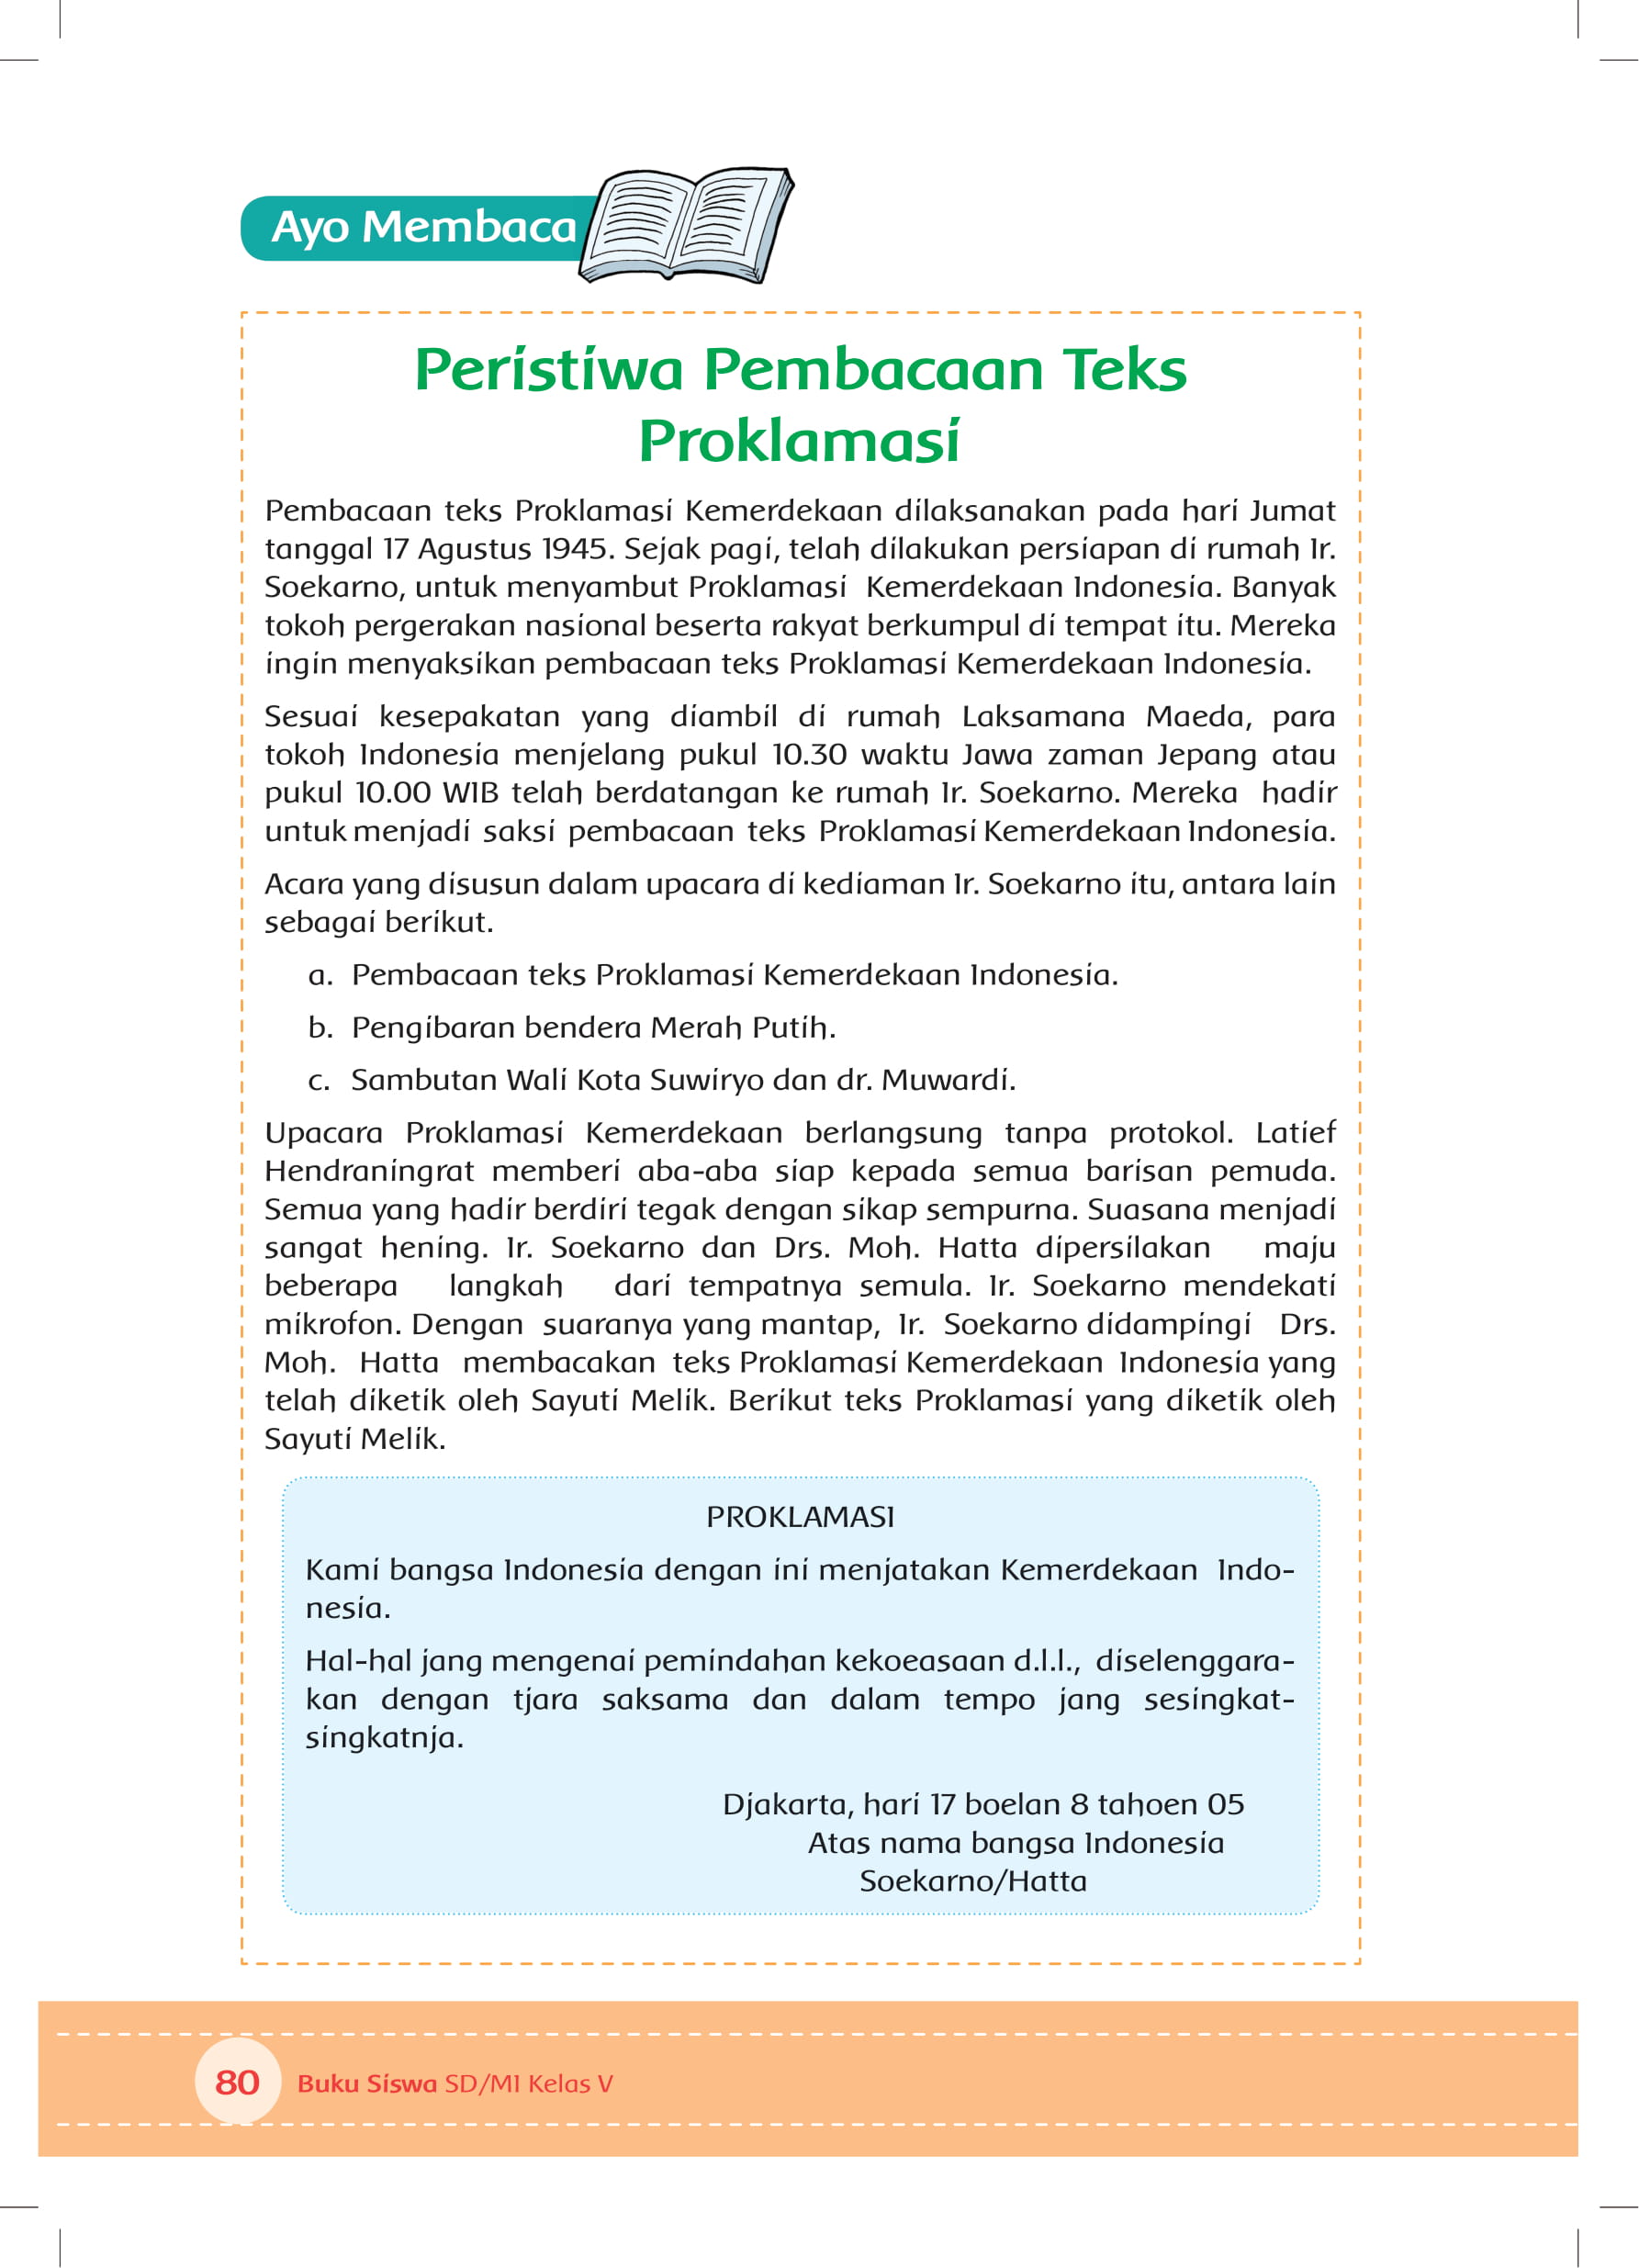 Ayo Membaca
Peristiwa Pembacaan Teks
Proklamasi
Pembacaan teks Proklamasi Kemerdekaan dilaksanakan pada hari Jumat
tanggal 17 Agustus 1945. Sejak pagi, telah dilakukan persiapan di rumah Ir.
Soekarno, untuk menyambut Proklamasi Kemerdekaan Indonesia. Banyak
tokoh pergerakan nasional beserta rakyat berkumpul di tempat itu. Mereka
ingin menyaksikan pembacaan teks Proklamasi Kemerdekaan Indonesia.
Sesuai kesepakatan yang diambil di rumah Laksamana Maeda, para
tokoh Indonesia menjelang pukul 10.30 waktu Jawa zaman Jepang atau
pukul 10.00 WIB telah berdatangan ke rumah Ir. Soekarno. Mereka hadir
untuk menjadi saksi pembacaan teks Proklamasi Kemerdekaan Indonesia.
Acara yang disusun dalam upacara di kediaman Ir. Soekarno itu, antara lain
sebagai berikut.
a. Pembacaan teks Proklamasi Kemerdekaan Indonesia.
b. Pengibaran bendera Merah Putih.
c. Sambutan Wali Kota Suwiryo dan dr. Muwardi.
Upacara Proklamasi Kemerdekaan berlangsung tanpa protokol. Latief
Hendraningrat memberi aba-aba siap kepada semua barisan pemuda.
Semua yang hadir berdiri tegak dengan sikap sempurna. Suasana menjadi
sangat hening. Ir. Soekarno dan Drs. Moh. Hatta dipersilakan maju
beberapa langkah dari tempatnya semula. Ir. Soekarno mendekati
mikrofon. Dengan suaranya yang mantap, Ir. Soekarno didampingi Drs.
Moh. Hatta membacakan teks Proklamasi Kemerdekaan Indonesia yang
telah diketik oleh Sayuti Melik. Berikut teks Proklamasi yang diketik oleh
Sayuti Melik.
PROKLAMASI
Kami bangsa Indonesia dengan ini menjatakan Kemerdekaan Indo-
nesia.
Hal-hal jang mengenai pemindahan kekoeasaan d.l.l., diselenggara-
kan dengan tjara saksama dan dalam tempo jang sesingkat-
singkatnja.
Djakarta, hari 17 boelan 8 tahoen 05
Atas nama bangsa Indonesia
Soekarno/Hatta
80 Buku Siswa SD/MI Kelas V